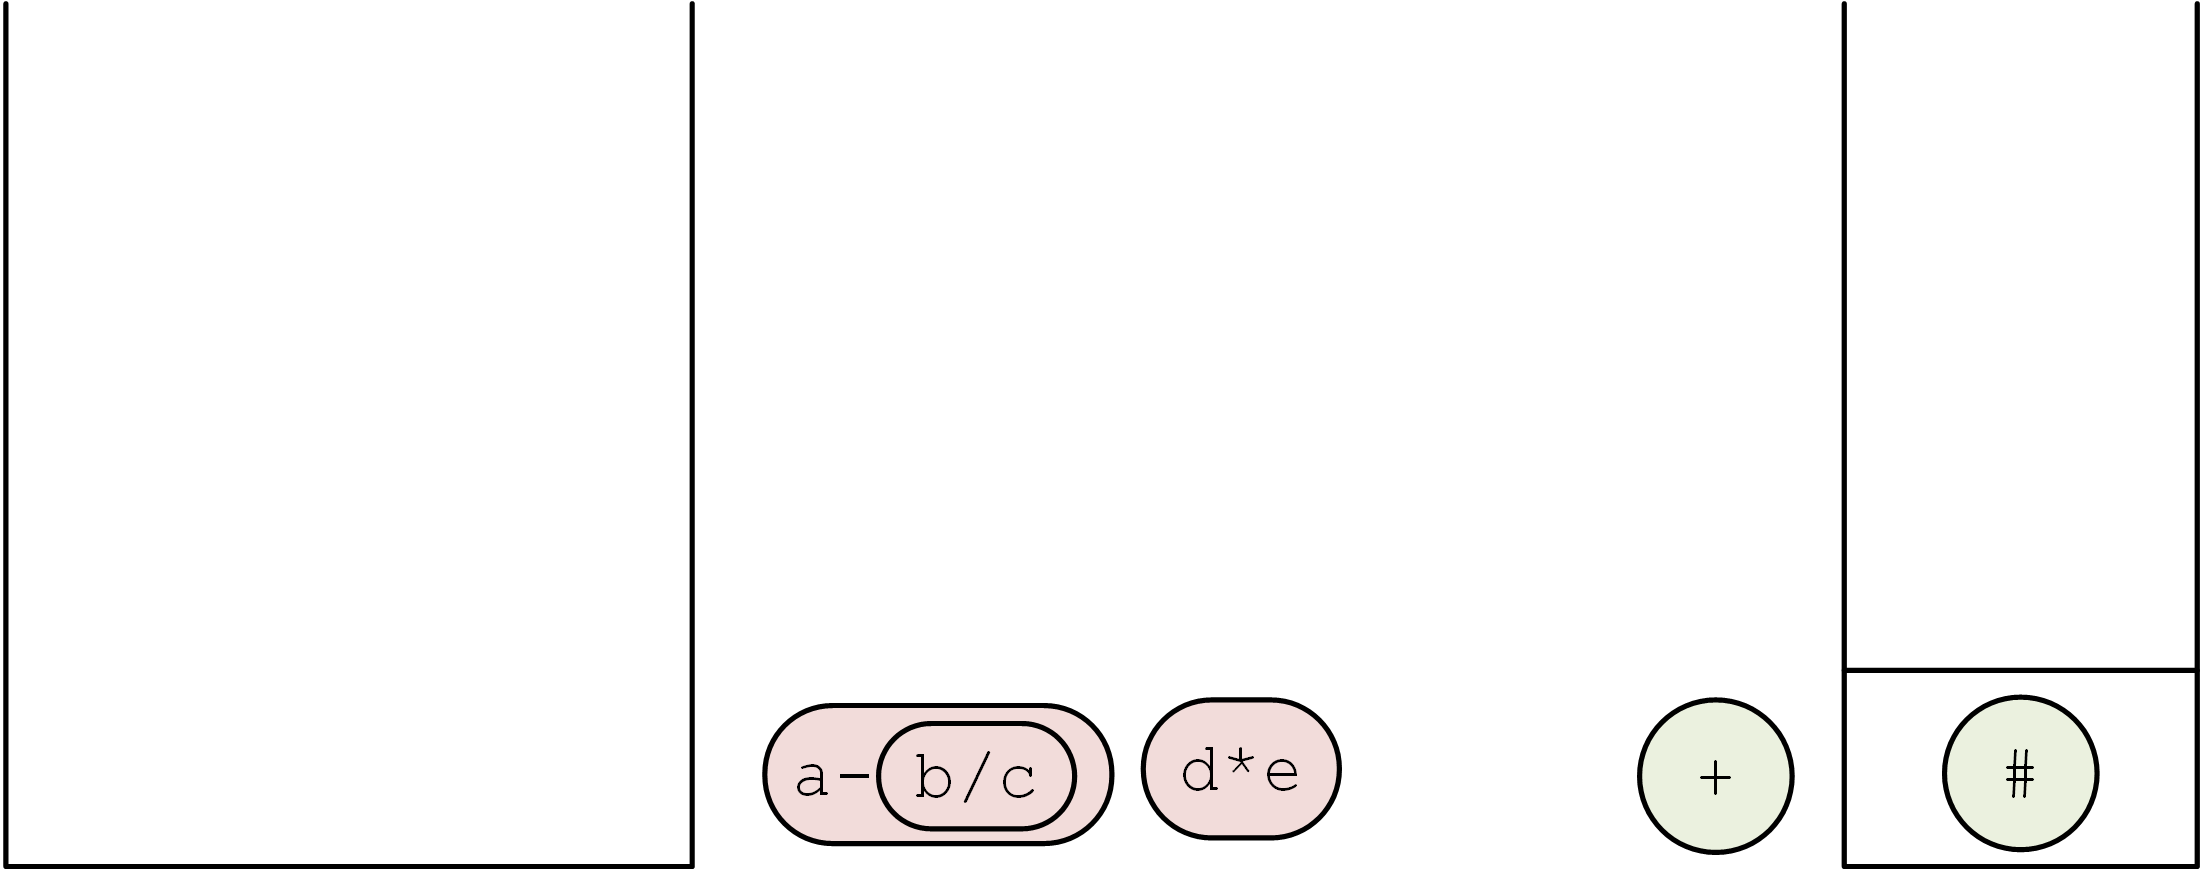 a-b/c d*e + #